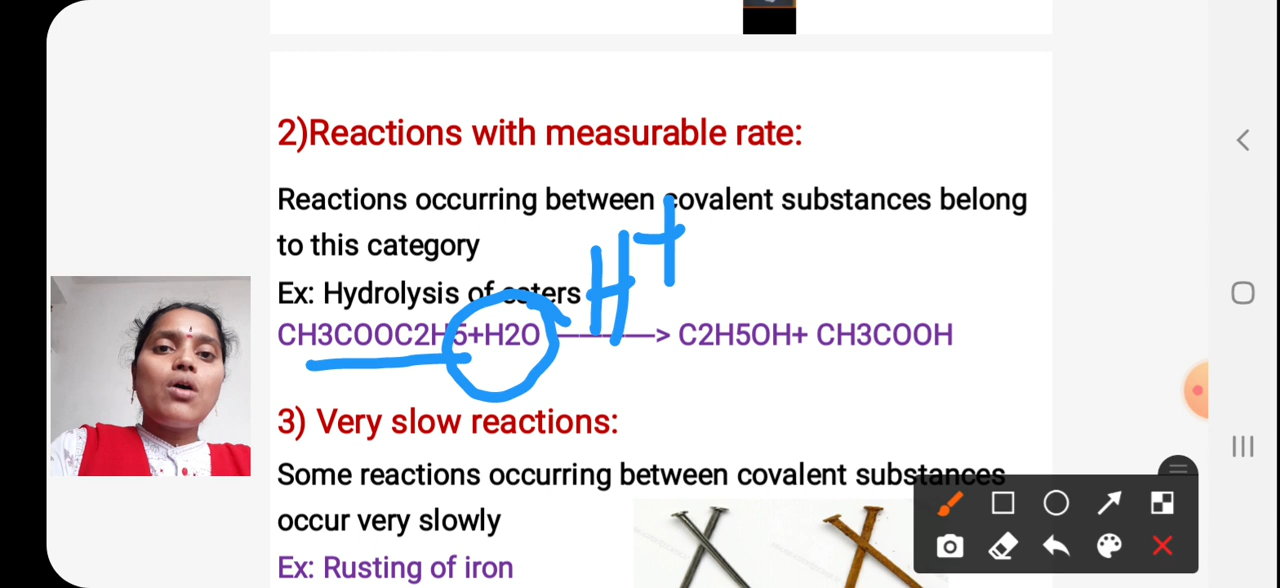 2)Reactions with measurable rate:
Reactions occurring between covalent substances belong
to this category
Ex: Hydrolysis of esters
H+
CH3COOC2H5+H2O ————> C2H5OH+ CH3COOH
3) Very slow reactions:
Some reactions occurring between covalent substances
occur very slowly
Ex: Rusting of iron